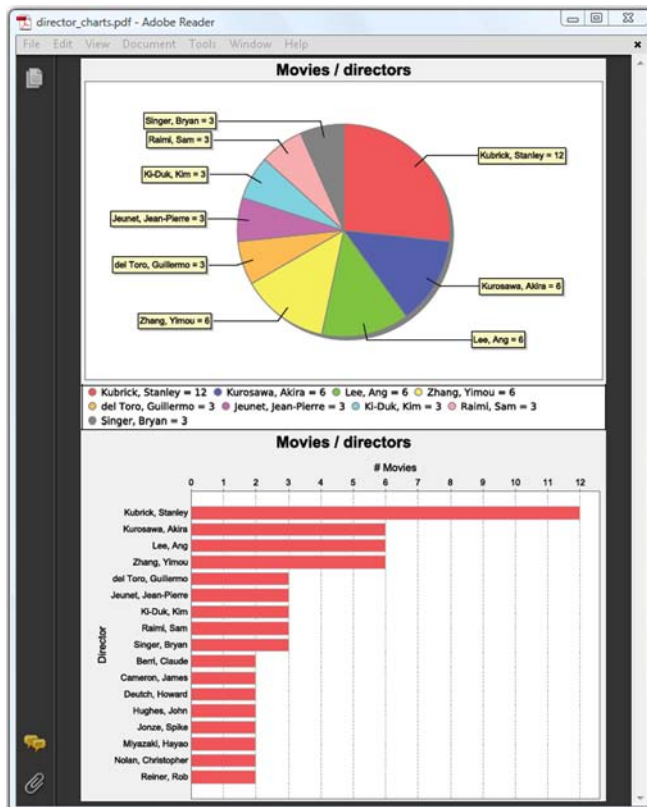 director_charts.pdf - Adobe Reader
File Edit View Document Tools Window Help
Movies / directors
Singer, Bryan = 3
Raimi, Sam = 3
Kubrick, Stanley = 12
Ki-Duk, Kim = 3
Jeunet, Jean-Pierre = 3
del Toro, Guillermo = 3
Kurosawa, Akira = 6
Zhang, Yimou = 6
Lee, Ang = 6
Kubrick, Stanley = 12 Kurosawa, Akira = 6 Lee, Ang = 6 Zhang, Yimou = 6
del Toro, Guillermo = 3 Jeunet, Jean-Pierre = 3 Ki-Duk, Kim = 3 Raimi, Sam = 3
Singer, Bryan = 3
Movies / directors
# Movies
0 1 2 3 4 5 6 7 8 9 10 11 12
Director
Kubrick, Stanley
Kurosawa, Akira
Lee, Ang
Zhang, Yimou
del Toro, Guillermo
Jeunet, Jean-Pierre
Ki-Duk, Kim
Raimi, Sam
Singer, Bryan
Berri, Claude
Cameron, James
Deutch, Howard
Hughes, John
Jonze, Spike
Miyazaki, Hayao
Nolan, Christopher
Reiner, Rob